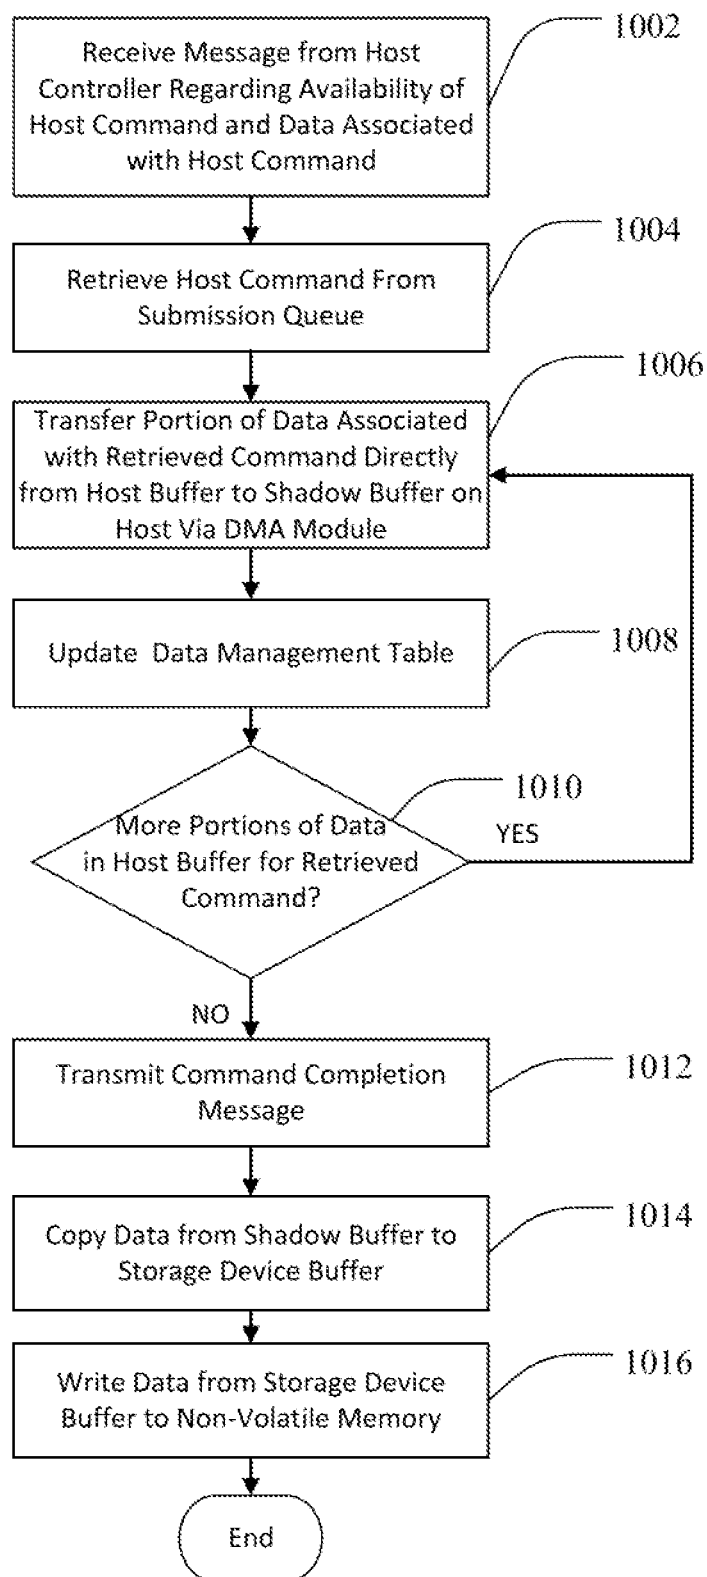 Receive Message from Host
Controller Regarding Availability of
Host Command and Data Associated
with Host Command
1002
Retrieve Host Command From
Submission Queue
1004
Transfer Portion of Data Associated
with Retrieved Command Directly
from Host Buffer to Shadow Buffer on
Host Via DMA Module
1006
Update Data Management Table
1008
More Portions of Data
in Host Buffer for Retrieved
Command?
1010
YES
NO
Transmit Command Completion
Message
1012
Copy Data from Shadow Buffer to
Storage Device Buffer
1014
Write Data from Storage Device
Buffer to Non-Volatile Memory
1016
End